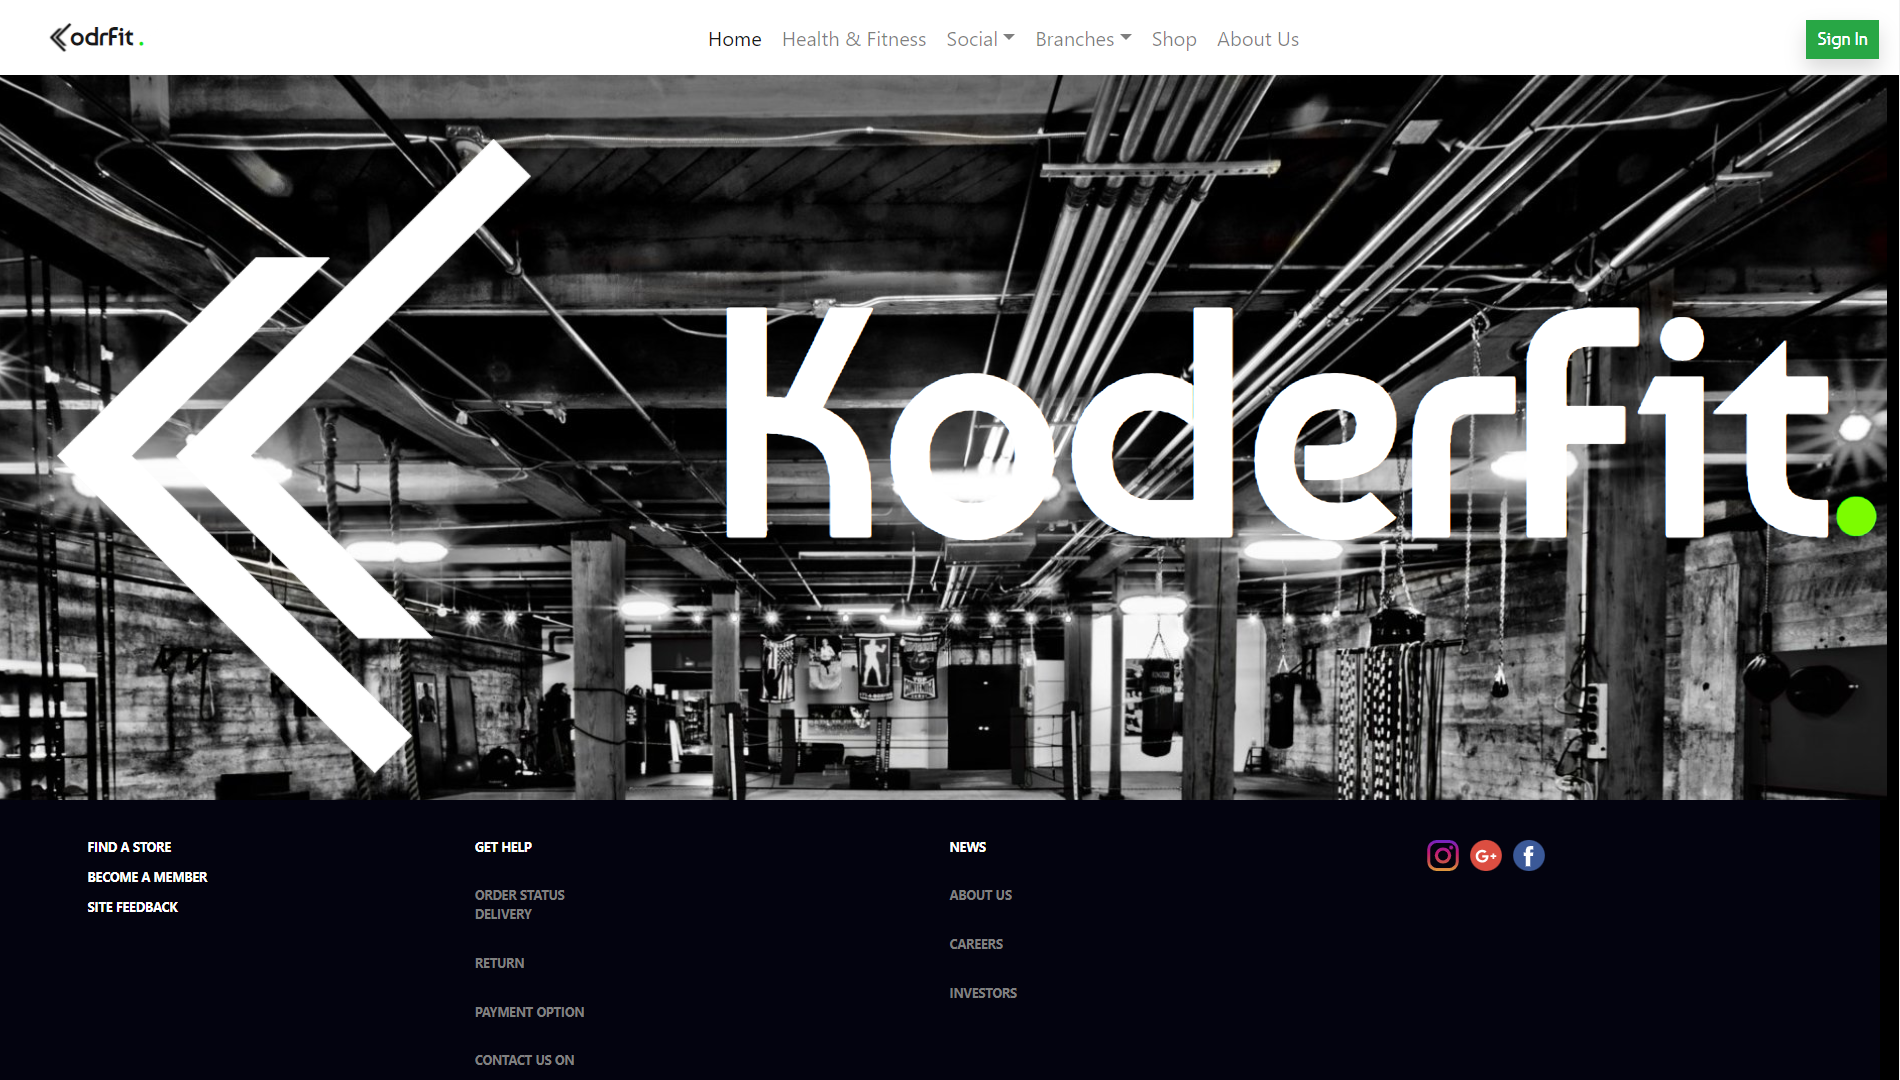 odrfit .
Home Health & Fitness Social Branches Shop About Us
Sign In
Koderfit.
FIND A STORE
BECOME A MEMBER
SITE FEEDBACK
GET HELP
ORDER STATUS
DELIVERY
RETURN
PAYMENT OPTION
CONTACT US ON
NEWS
ABOUT US
CAREERS
INVESTORS
G+
f